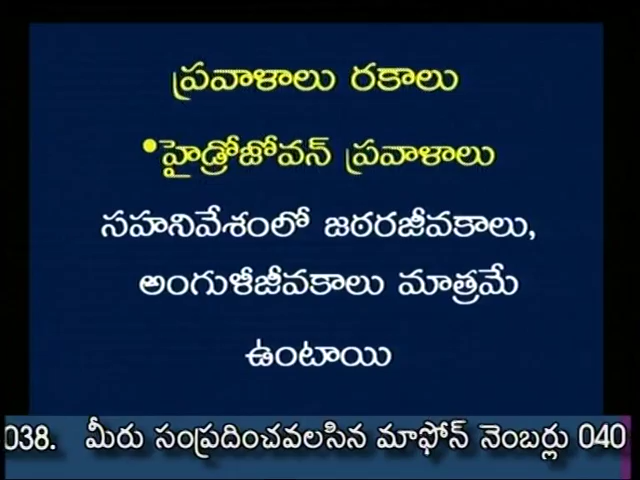 ప్రవాళాలు రకాలు
•హైడ్రోజోవన్ ప్రవాళాలు
సహనివేశంలో జఠరజీవకాలు,
అంగుళీజీవకాలు మాత్రమే
ఉంటాయి
038. మీరు సంప్రదించవలసిన మాఫోన్ నెంబర్లు 040